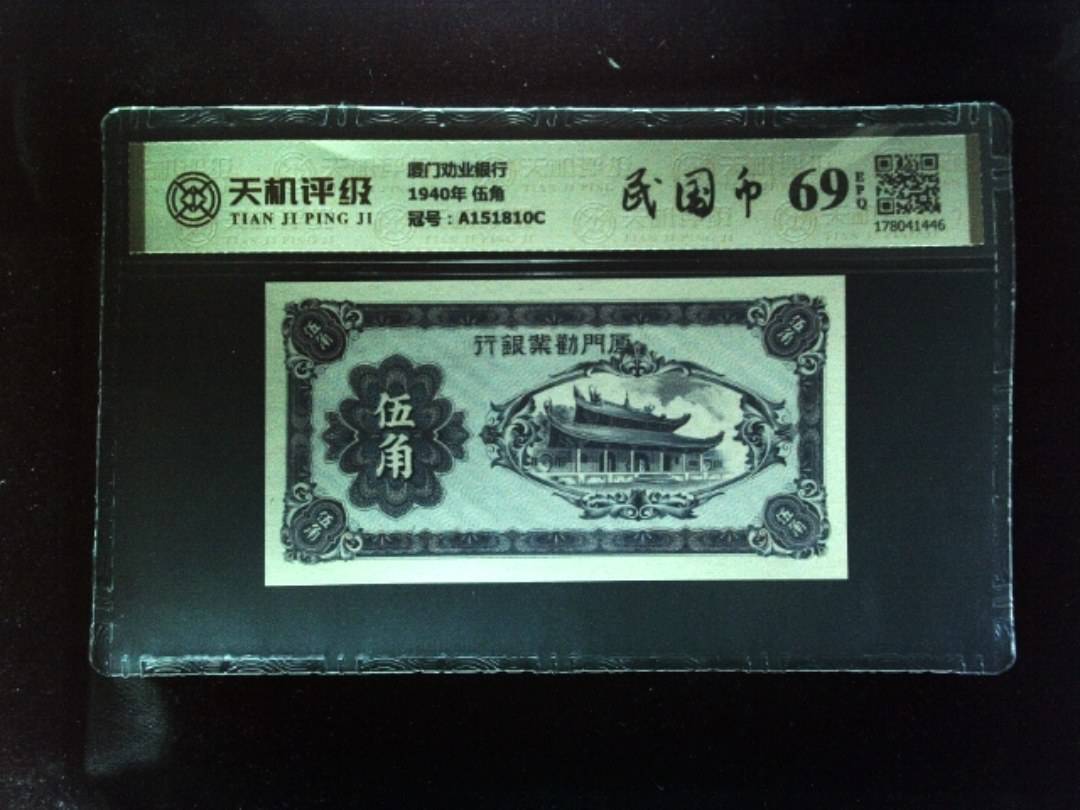 天机评级
TIAN JI PING JI
厦门劝业银行
1940年 伍角
冠号：A151810C
民国币
69
EPQ
178041446
行銀業勸門厦
伍角
伍角
伍角
伍角
伍角